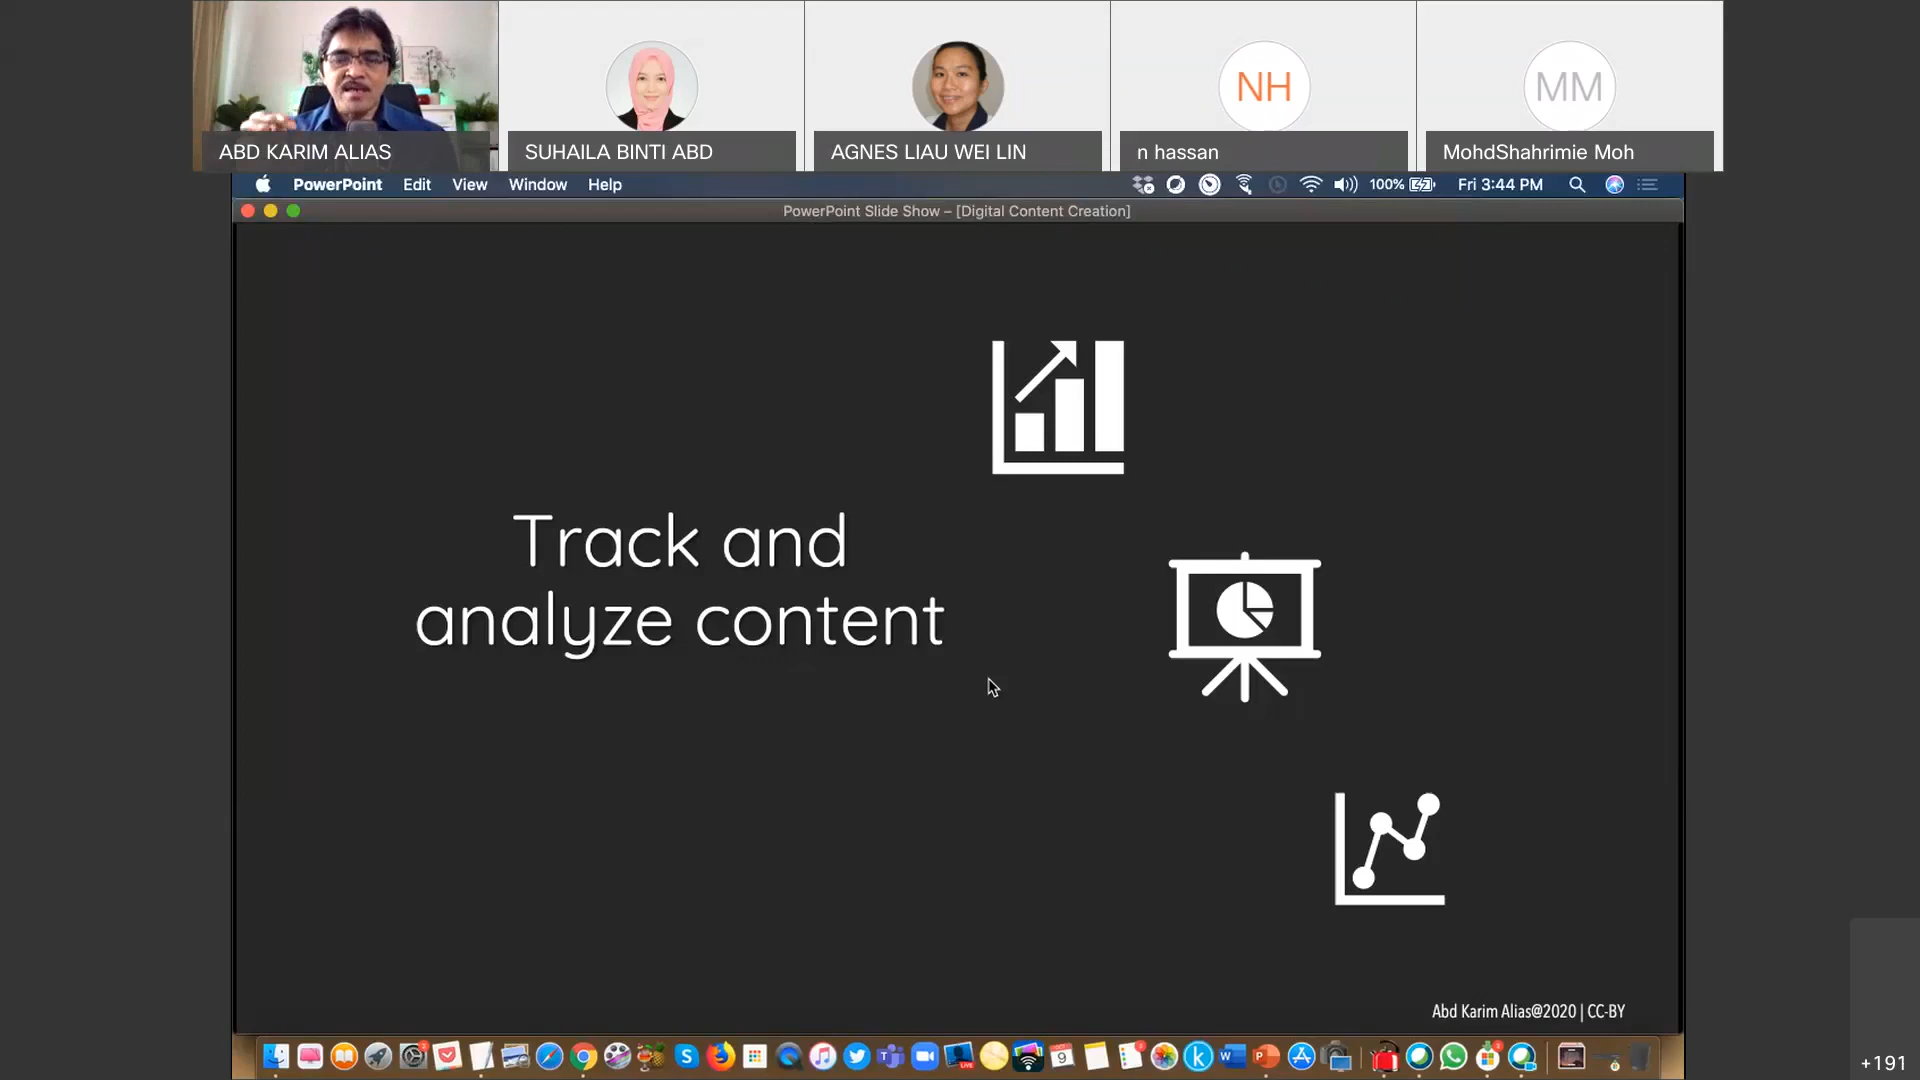 NH
MM
ABD KARIM ALIAS
SUHAILA BINTI ABD
AGNES LIAU WEI LIN
n hassan
MohdShahrimie Moh
PowerPoint Edit View Window Help
100% Fri 3:44 PM
PowerPoint Slide Show – [Digital Content Creation]
Track and
analyze content
Abd Karim Alias@2020 | CC-BY
+191